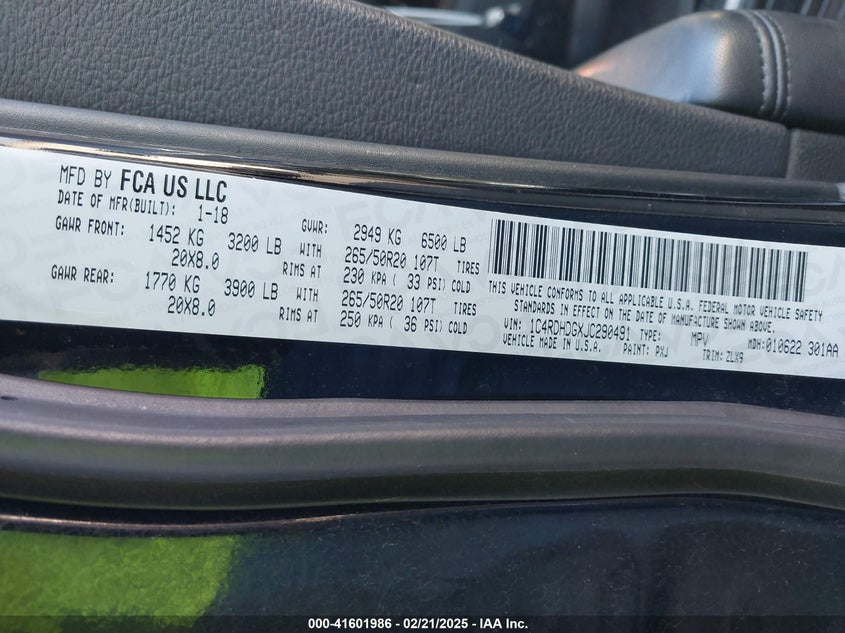 MFD BY FCA US LLC
DATE OF MFR(BUILT): 1-18
GVWR: 2949 KG 6500 LB
GAWR FRONT: 1452 KG 3200 LB WITH 265/50R20 107T TIRES
20X8.0 RIMS AT 230 KPA ( 33 PSI) COLD
GAWR REAR: 1770 KG 3900 LB WITH 265/50R20 107T TIRES
20X8.0 RIMS AT 250 KPA ( 36 PSI) COLD
THIS VEHICLE CONFORMS TO ALL APPLICABLE U.S.A. FEDERAL MOTOR VEHICLE SAFETY
STANDARDS IN EFFECT ON THE DATE OF MANUFACTURE SHOWN ABOVE.
VIN: 1C4RDHDGXJC290491 TYPE: MPV MDH: 010622 301AA
VEHICLE MADE IN U.S.A. PAINT: PXJ TRIM: ZLX9
000-41601986 - 02/21/2025 - IAA Inc.